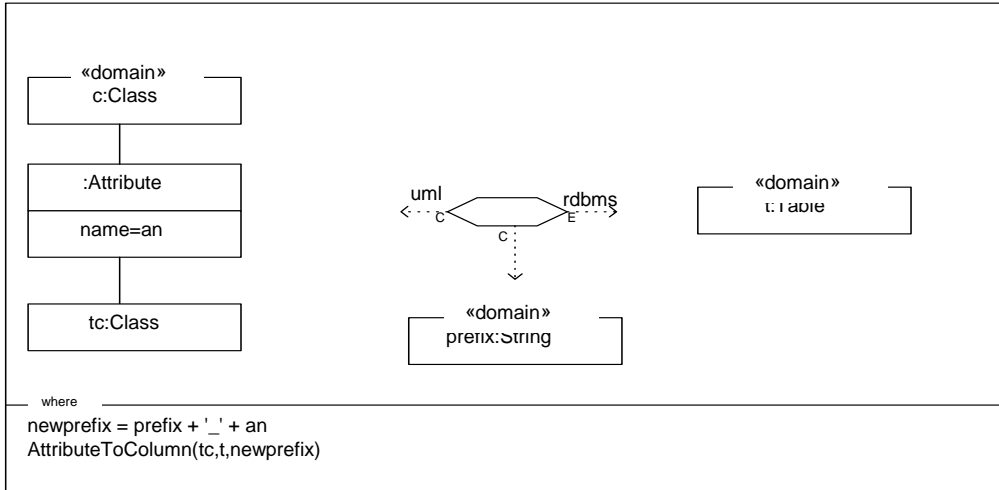 «domain»
c:Class
:Attribute
name=an
tc:Class
uml
rdbms
C
E
C
«domain»
prefix:String
«domain»
t:Table
where
newprefix = prefix + '_' + an
AttributeToColumn(tc,t,newprefix)